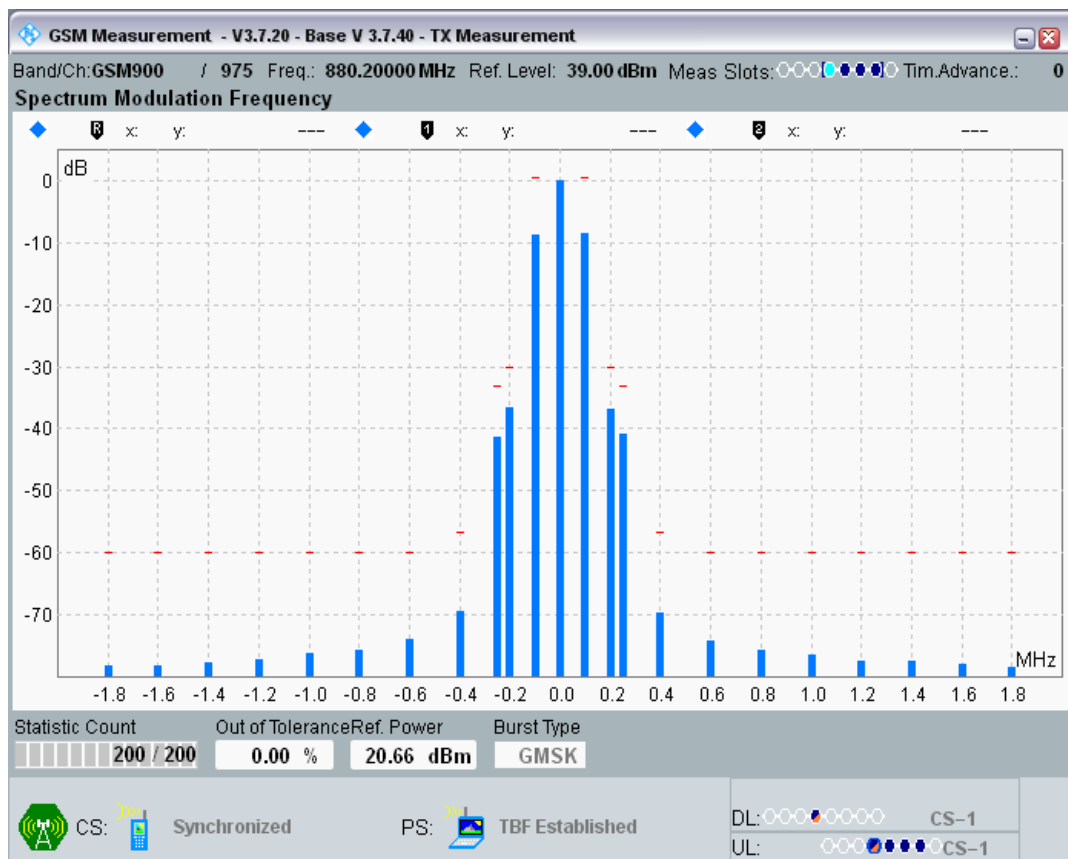 GSM Measurement - V3.7.20 - Base V 3.7.40 - TX Measurement
Band/Ch:GSM900 / 975 Freq.: 880.20000 MHz Ref. Level: 39.00 dBm Meas Slots: Tim.Advance.: 0
Spectrum Modulation Frequency
R x: y: --- 1 x: y: --- 2 x: y: ---
dB
0
-10
-20
-30
-40
-50
-60
-70
MHz
-1.8 -1.6 -1.4 -1.2 -1.0 -0.8 -0.6 -0.4 -0.2 0.0 0.2 0.4 0.6 0.8 1.0 1.2 1.4 1.6 1.8
Statistic Count Out of Tolerance Ref. Power Burst Type
200 / 200 0.00 % 20.66 dBm GMSK
CS: Synchronized PS: TBF Established
DL: CS-1
UL: CS-1